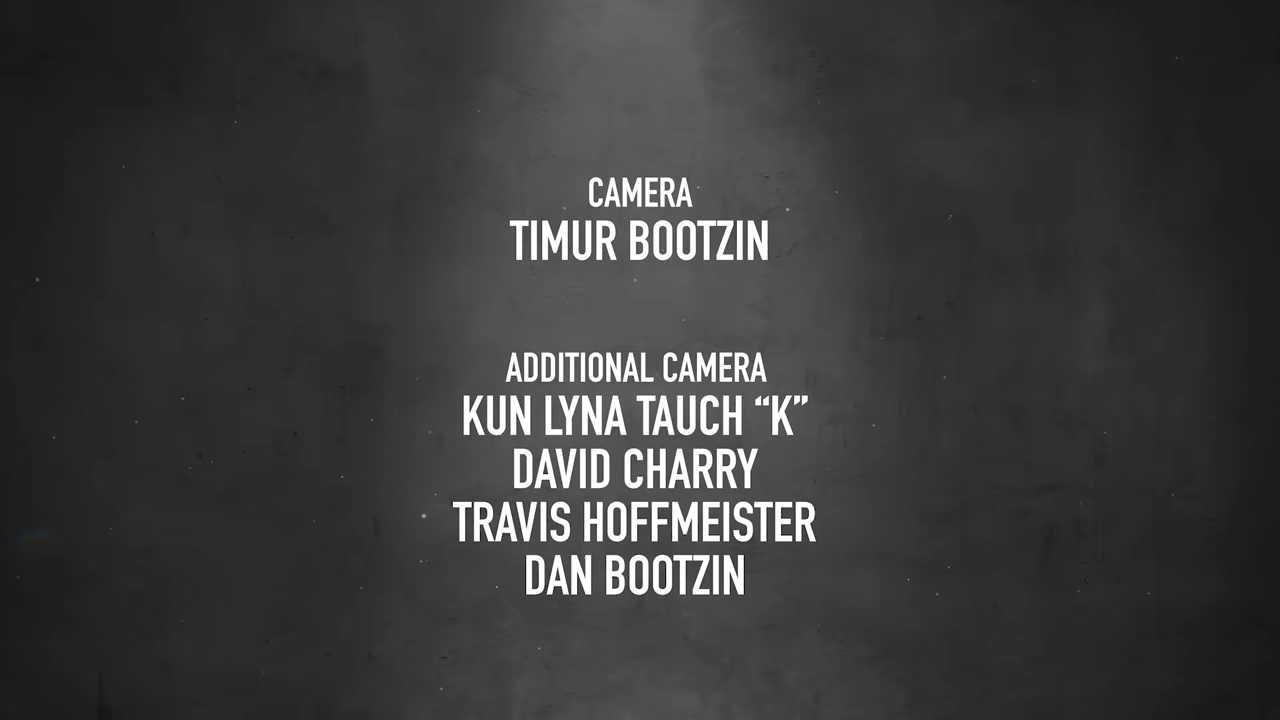 CAMERA
TIMUR BOOTZIN
ADDITIONAL CAMERA
KUN LYNA TAUCH “K”
DAVID CHARRY
TRAVIS HOFFMEISTER
DAN BOOTZIN